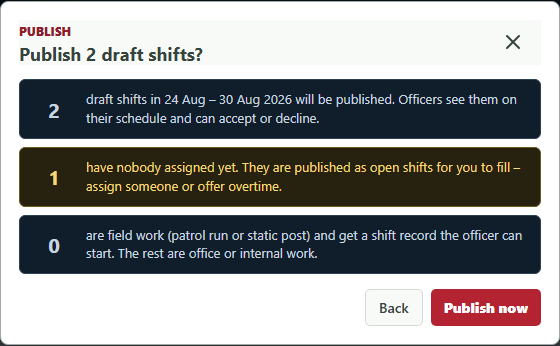 PUBLISH
Publish 2 draft shifts?
2
draft shifts in 24 Aug – 30 Aug 2026 will be published. Officers see them on
their schedule and can accept or decline.
1
have nobody assigned yet. They are published as open shifts for you to fill –
assign someone or offer overtime.
0
are field work (patrol run or static post) and get a shift record the officer can
start. The rest are office or internal work.
Back
Publish now